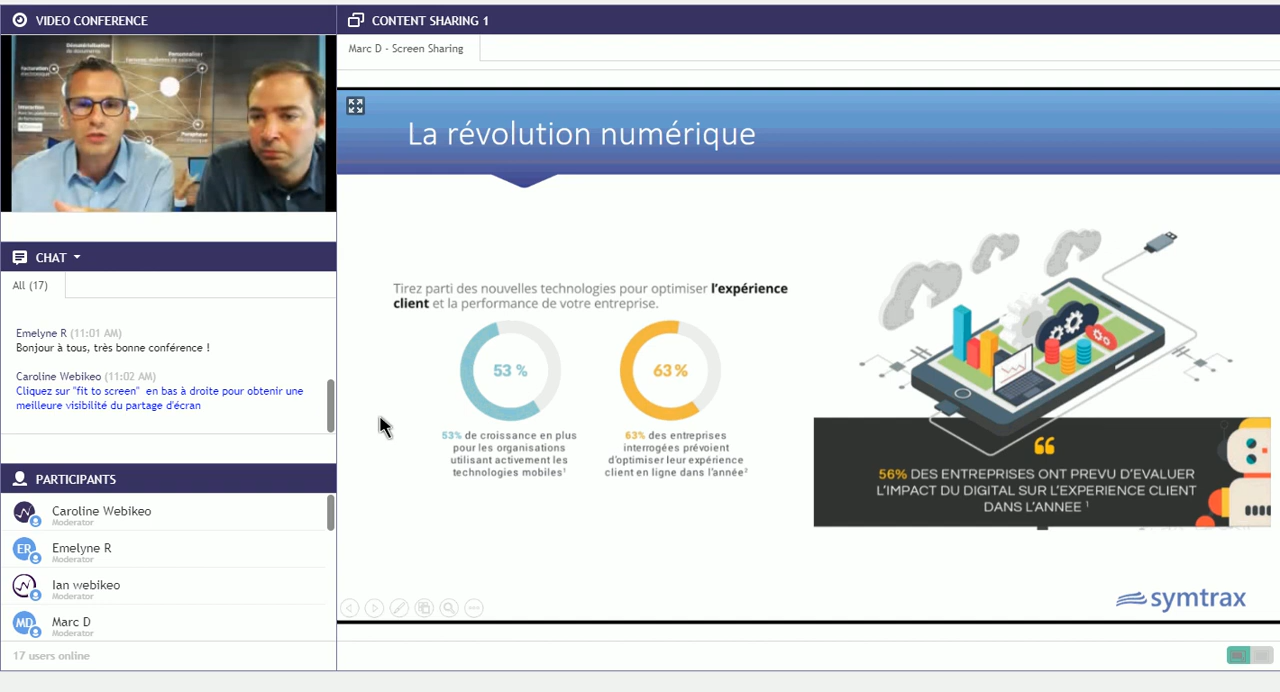 VIDEO CONFERENCE
Dématérialisation
de documents
Facturation
électronique
Interaction
CHAT
All (17)
Emelyne R (11:01 AM)
Bonjour à tous, très bonne conférence !
Caroline Webikeo (11:02 AM)
Cliquez sur "fit to screen" en bas à droite pour obtenir une
meilleure visibilité du partage d'écran
PARTICIPANTS
Caroline Webikeo
Moderator
ER
Emelyne R
Moderator
Ian webikeo
Moderator
MD
Marc D
Moderator
17 users online
CONTENT SHARING 1
Marc D - Screen Sharing
La révolution numérique
Tirez parti des nouvelles technologies pour optimiser l'expérience
client et la performance de votre entreprise.
53 %
53% de croissance en plus
pour les organisations
utilisant activement les
technologies mobiles¹
63 %
63% des entreprises
interrogées prévoient
d'optimiser leur expérience
client en ligne dans l'année²
56% DES ENTREPRISES ONT PREVU D'EVALUER
L'IMPACT DU DIGITAL SUR L'EXPERIENCE CLIENT
DANS L'ANNEE ¹
symtrax